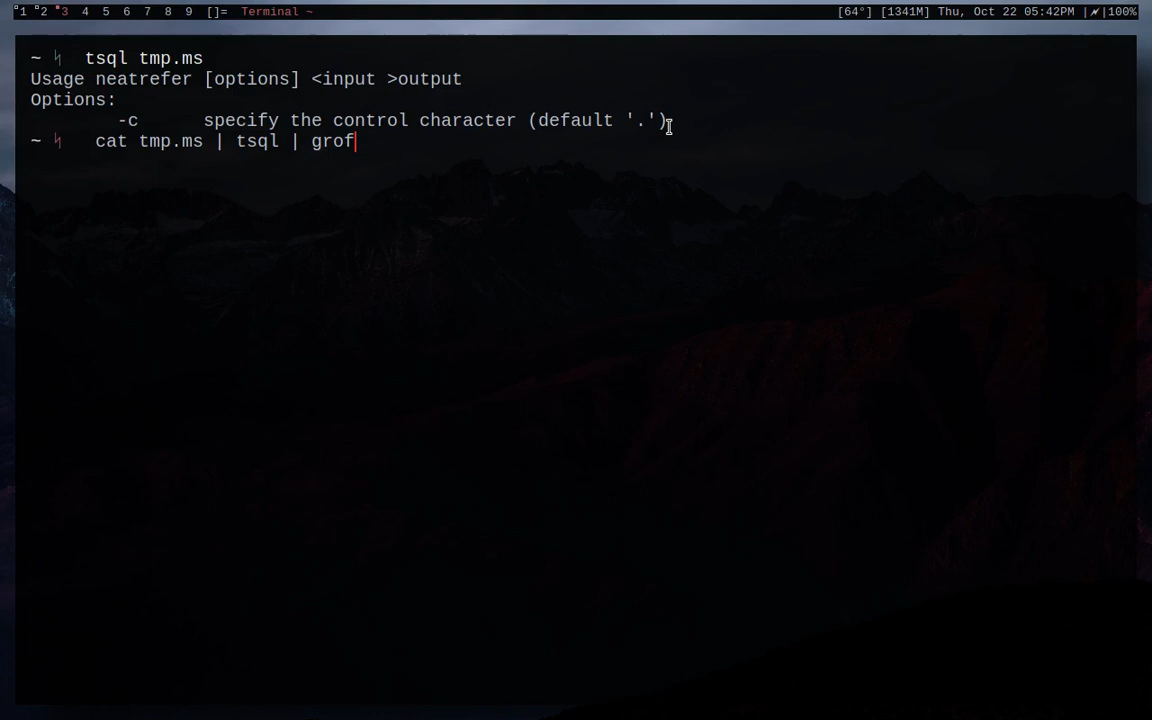 1 2 3 4 5 6 7 8 9 []= Terminal ~ [64°] [1341M] Thu, Oct 22 05:42PM |⚡|100%
~ ᛋ tsql tmp.ms
Usage neatrefer [options] <input >output
Options:
-c specify the control character (default '.')
~ ᛋ cat tmp.ms | tsql | grof